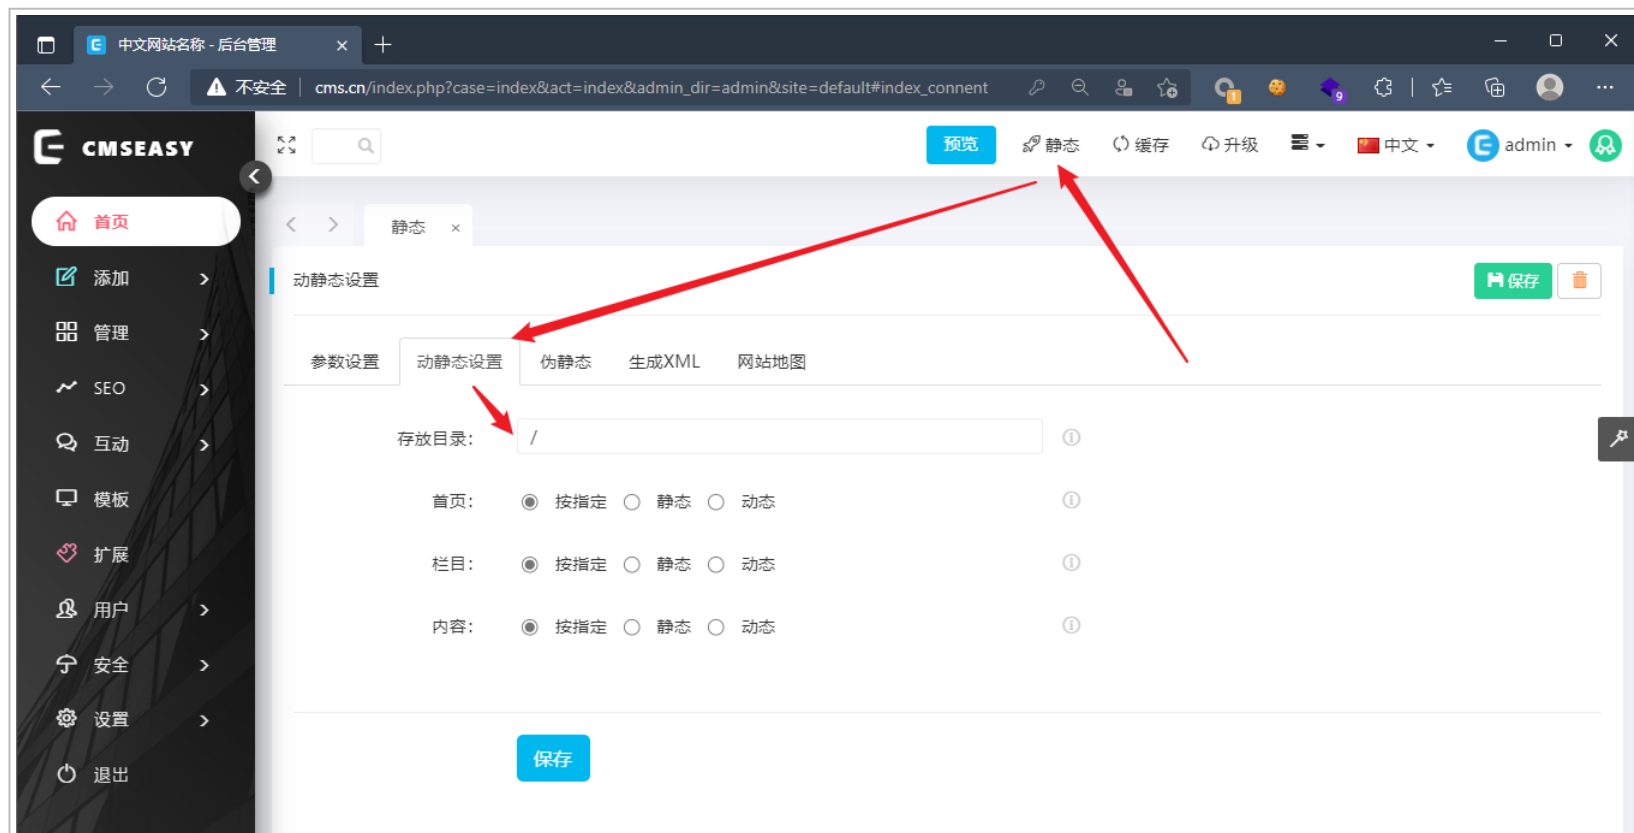 中文网站名称 - 后台管理
不安全 cms.cn/index.php?case=index&act=index&admin_dir=admin&site=default#index_connent
1
9
CMSEASY
预览 静态 缓存 升级 中文 admin
首页
添加
管理
SEO
互动
模板
扩展
用户
安全
设置
退出
静态
动静态设置 保存
参数设置 动静态设置 伪静态 生成XML 网站地图
存放目录： /
首页： 按指定 静态 动态
栏目： 按指定 静态 动态
内容： 按指定 静态 动态
保存